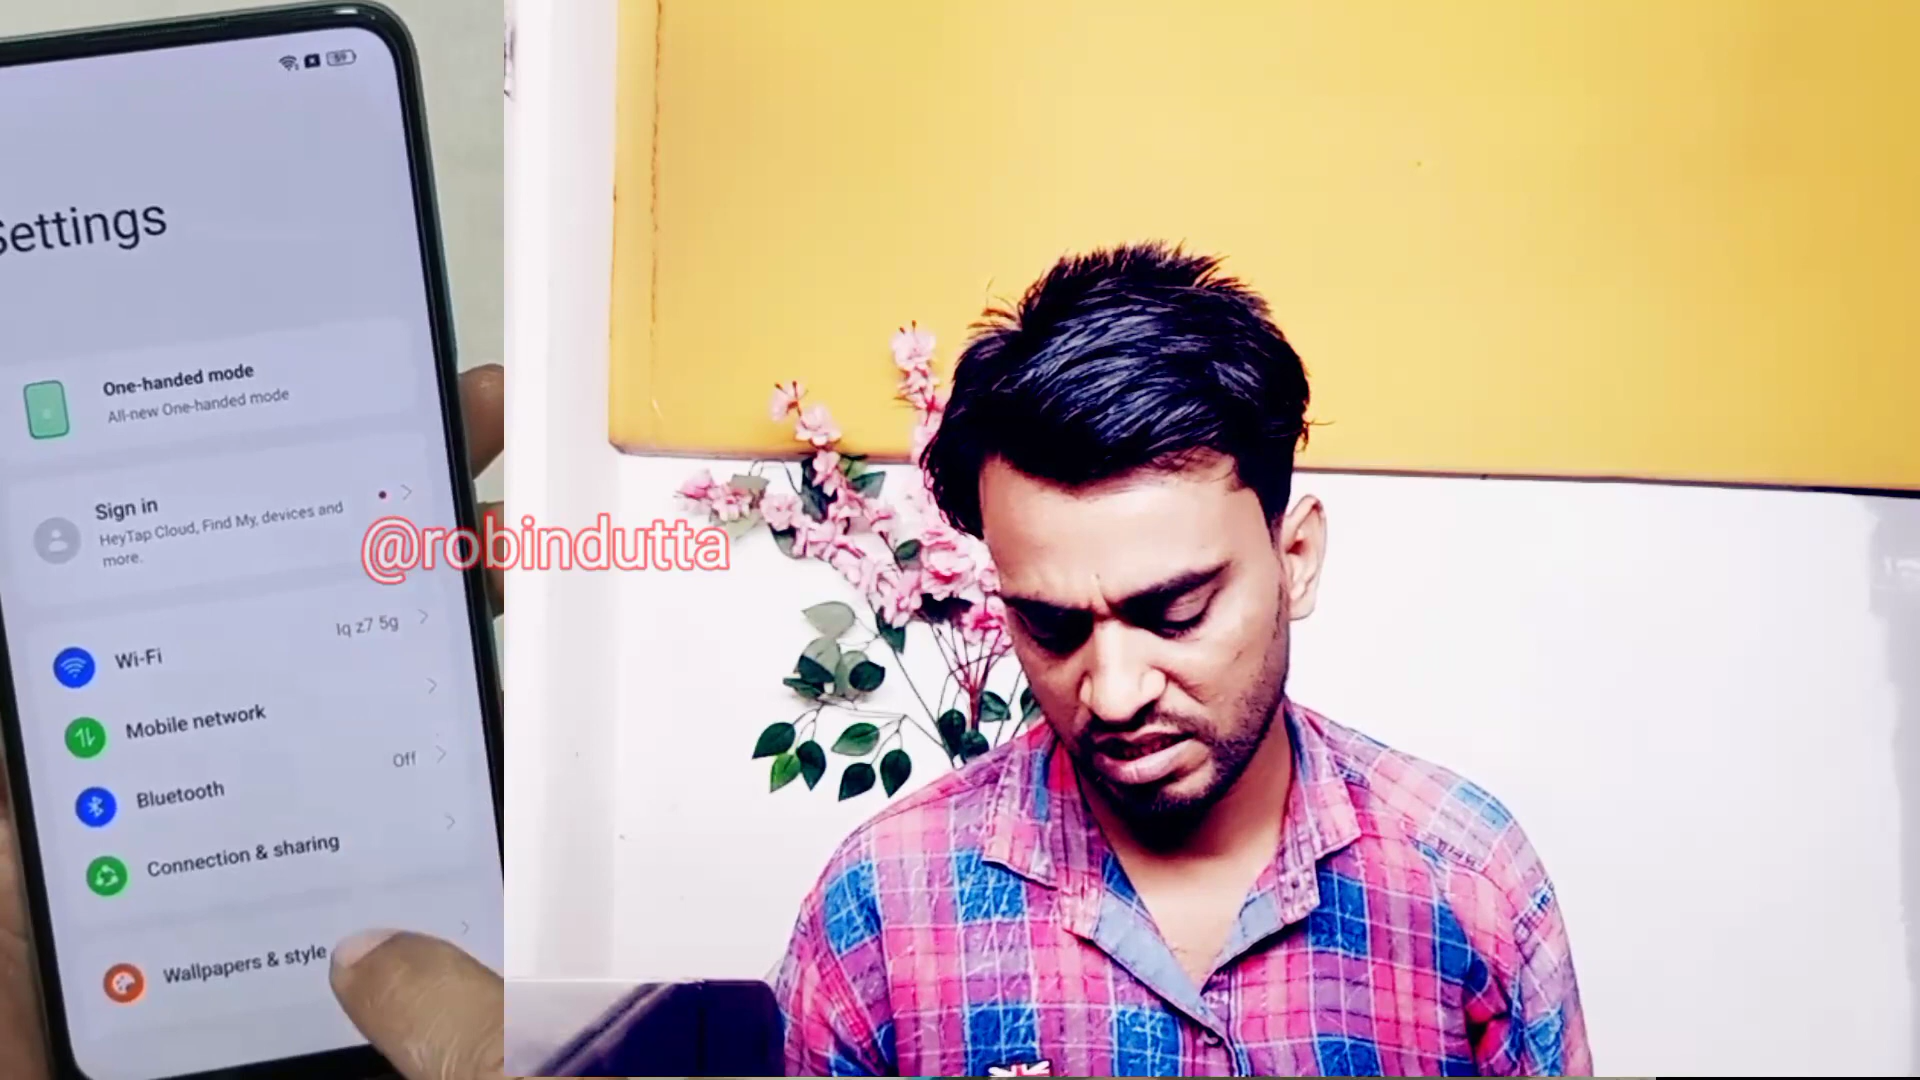 59
Settings
One-handed mode
All-new One-handed mode
Sign in
HeyTap Cloud, Find My, devices and
more.
@robindutta
Wi-Fi
Iq z7 5g
Mobile network
Bluetooth
Off
Connection & sharing
Wallpapers & style